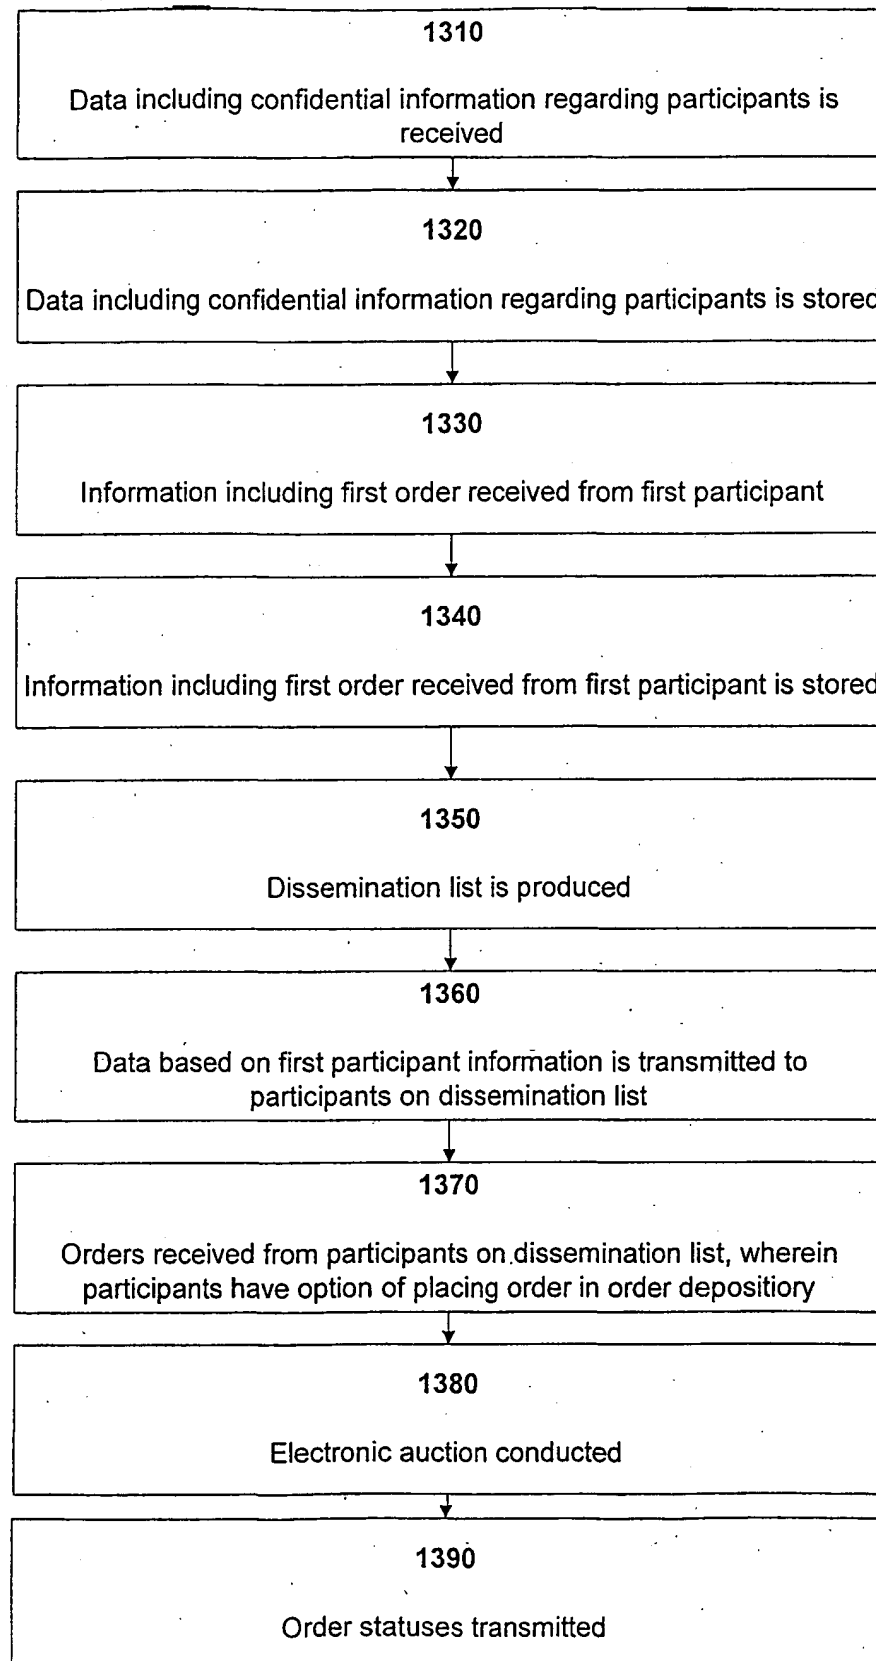 1310
Data including confidential information regarding participants is
received
1320
Data including confidential information regarding participants is stored
1330
Information including first order received from first participant
1340
Information including first order received from first participant is stored
1350
Dissemination list is produced
1360
Data based on first participant information is transmitted to
participants on dissemination list
1370
Orders received from participants on dissemination list, wherein
participants have option of placing order in order depositiory
1380
Electronic auction conducted
1390
Order statuses transmitted